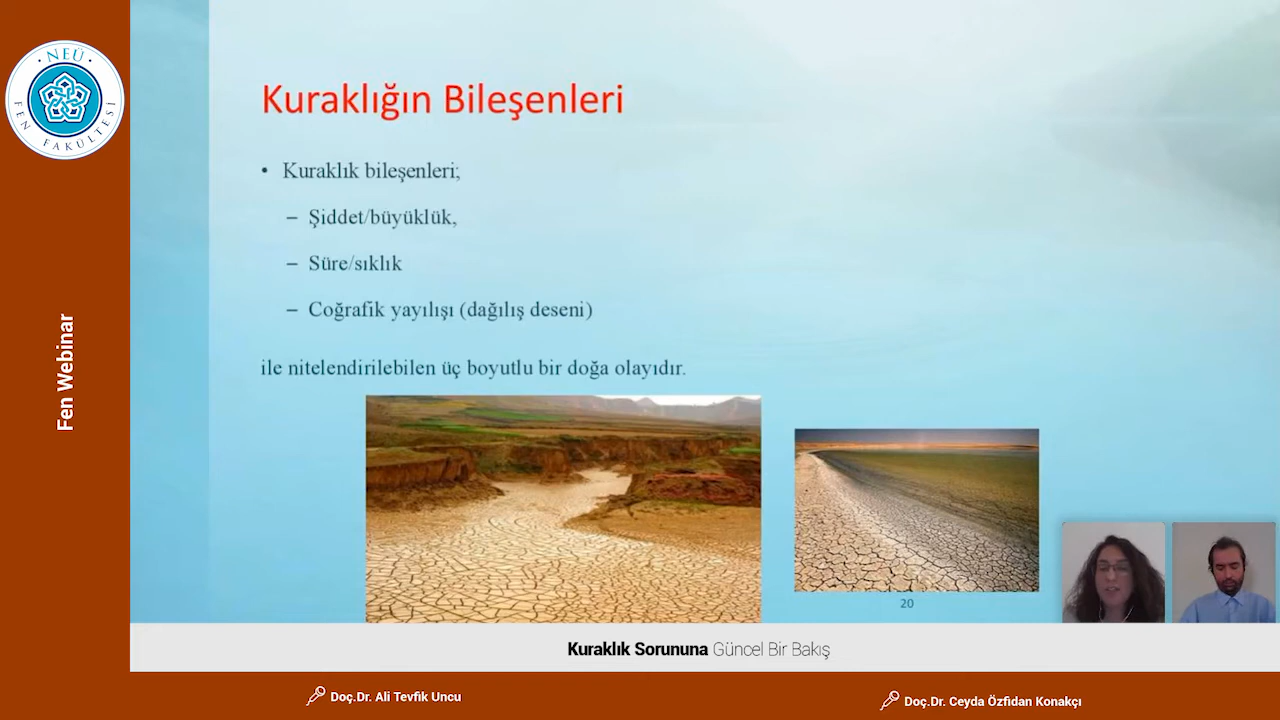 · NEÜ ·
FEN FAKÜLTESİ
Fen Webinar
Kuraklığın Bileşenleri
• Kuraklık bileşenleri;
– Şiddet/büyüklük,
– Süre/sıklık
– Coğrafik yayılışı (dağılış deseni)
ile nitelendirilebilen üç boyutlu bir doğa olayıdır.
20
Kuraklık Sorununa Güncel Bir Bakış
Doç.Dr. Ali Tevfik Uncu
Doç.Dr. Ceyda Özfidan Konakçı